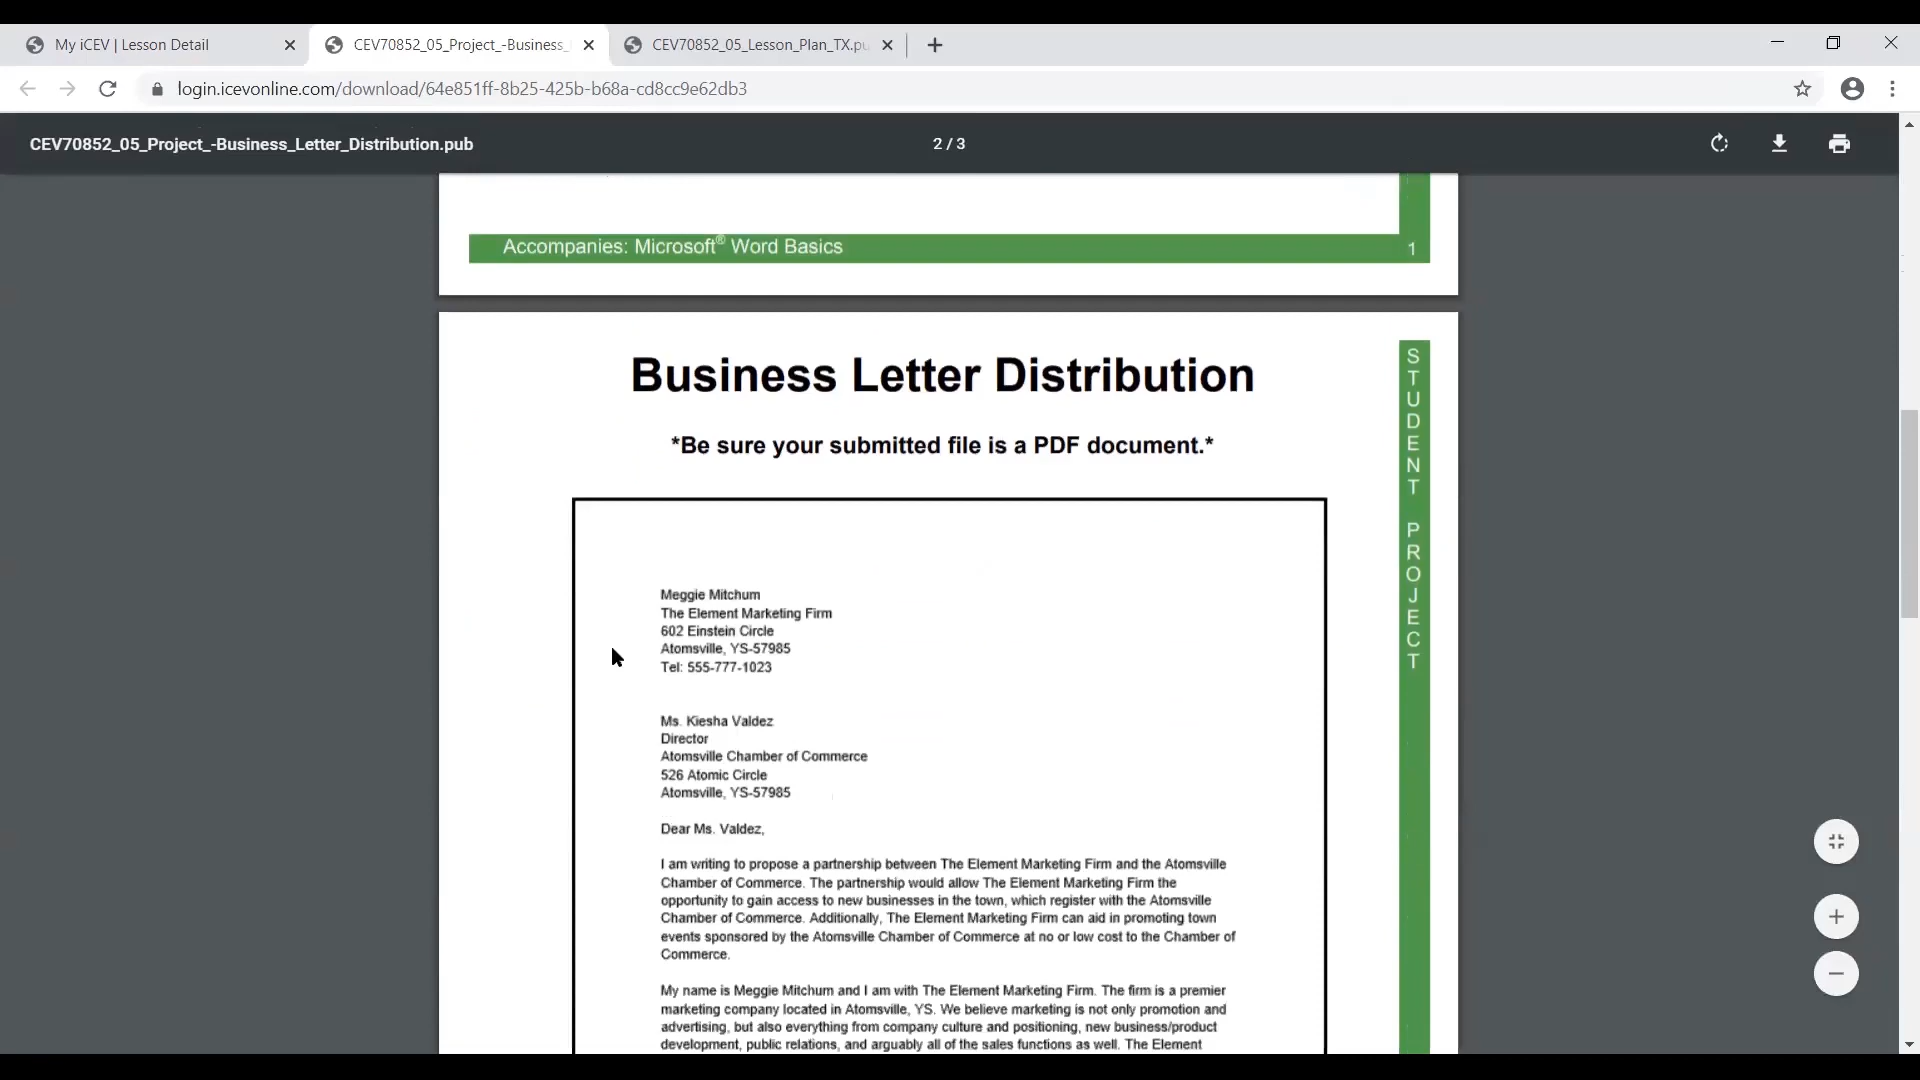 My iCEV | Lesson Detail
CEV70852_05_Project_-Business_
CEV70852_05_Lesson_Plan_TX.pu
login.icevonline.com/download/64e851ff-8b25-425b-b68a-cd8cc9e62db3
CEV70852_05_Project_-Business_Letter_Distribution.pub
2 / 3
Accompanies: Microsoft® Word Basics
1
Business Letter Distribution
*Be sure your submitted file is a PDF document.*
STUDENT PROJECT
Meggie Mitchum
The Element Marketing Firm
602 Einstein Circle
Atomsville, YS-57985
Tel: 555-777-1023
Ms. Kiesha Valdez
Director
Atomsville Chamber of Commerce
526 Atomic Circle
Atomsville, YS-57985
Dear Ms. Valdez,
I am writing to propose a partnership between The Element Marketing Firm and the Atomsville
Chamber of Commerce. The partnership would allow The Element Marketing Firm the
opportunity to gain access to new businesses in the town, which register with the Atomsville
Chamber of Commerce. Additionally, The Element Marketing Firm can aid in promoting town
events sponsored by the Atomsville Chamber of Commerce at no or low cost to the Chamber of
Commerce.
My name is Meggie Mitchum and I am with The Element Marketing Firm. The firm is a premier
marketing company located in Atomsville, YS. We believe marketing is not only promotion and
advertising, but also everything from company culture and positioning, new business/product
development, public relations, and arguably all of the sales functions as well. The Element